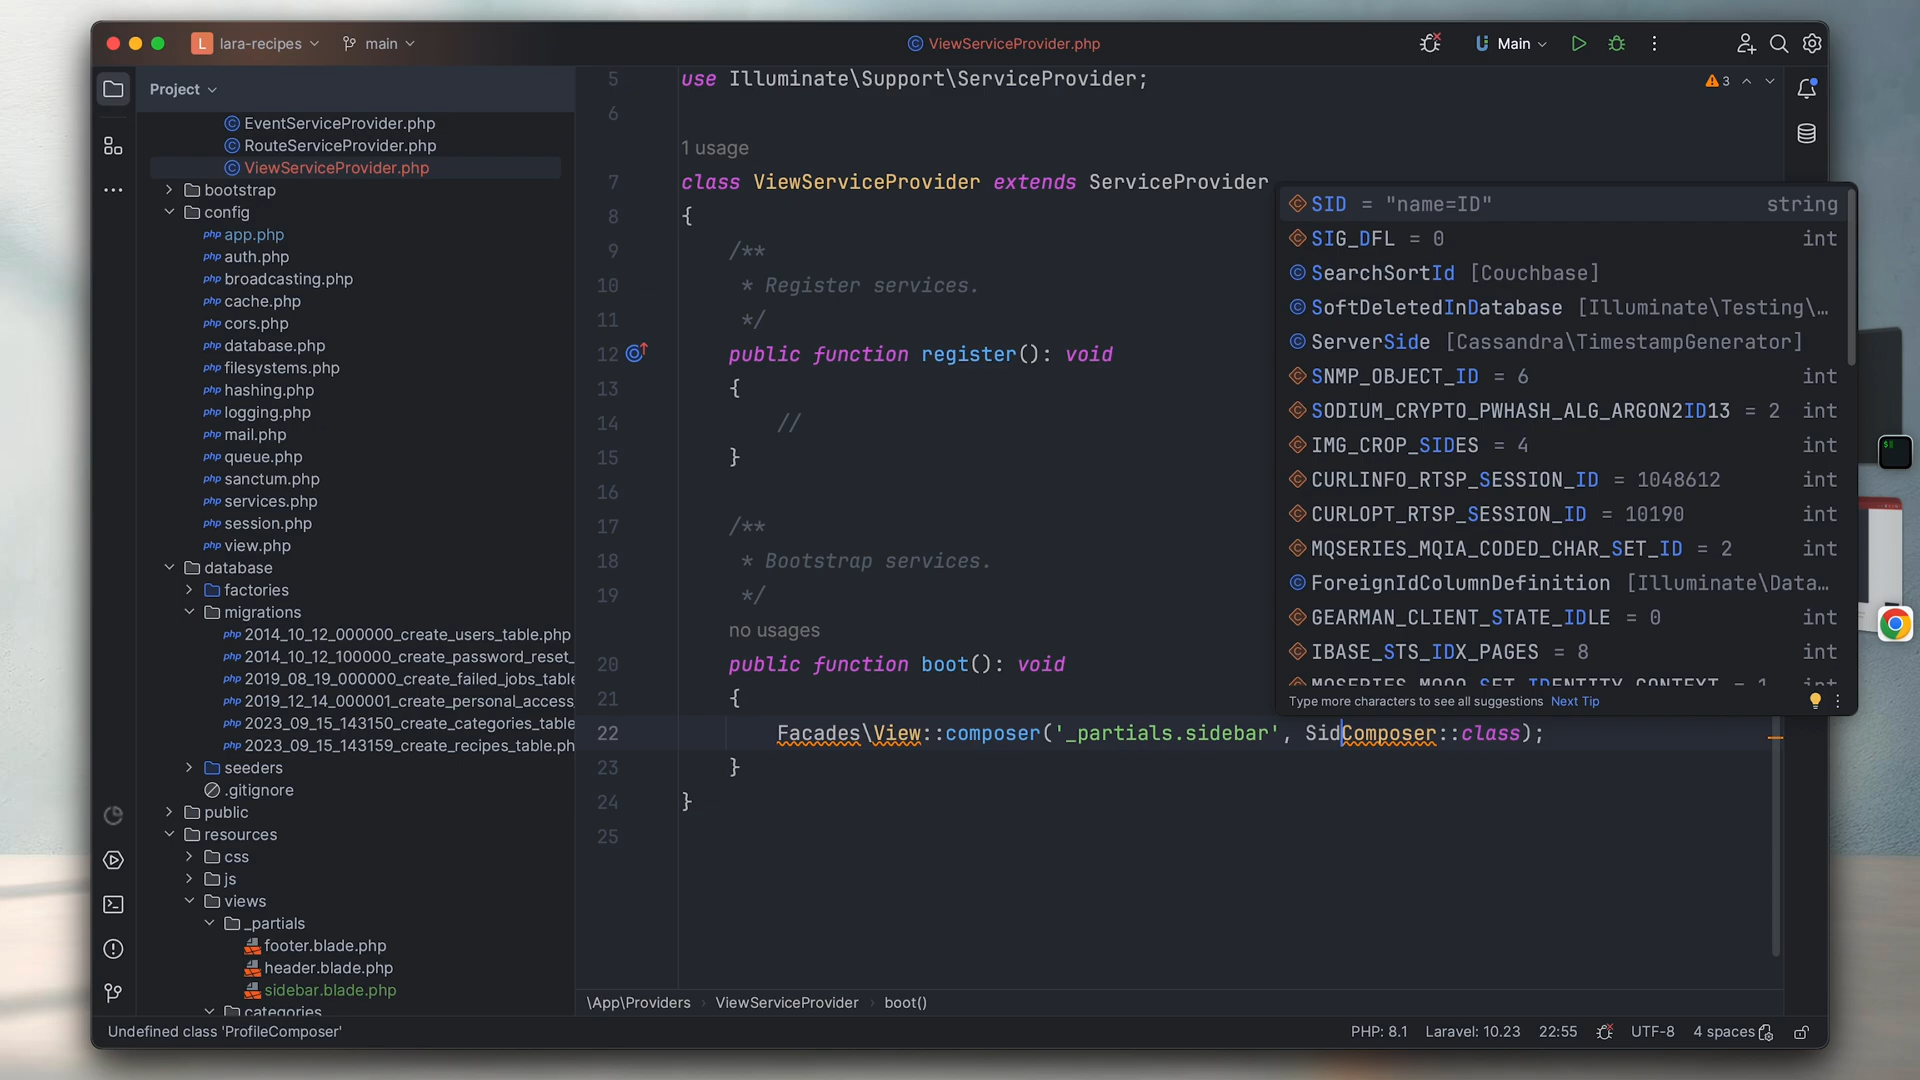 L lara-recipes
main
ViewServiceProvider.php
Main
Project
EventServiceProvider.php
RouteServiceProvider.php
ViewServiceProvider.php
bootstrap
config
php app.php
php auth.php
php broadcasting.php
php cache.php
php cors.php
php database.php
php filesystems.php
php hashing.php
php logging.php
php mail.php
php queue.php
php sanctum.php
php services.php
php session.php
php view.php
database
factories
migrations
php 2014_10_12_000000_create_users_table.php
php 2014_10_12_100000_create_password_reset_
php 2019_08_19_000000_create_failed_jobs_table
php 2019_12_14_000001_create_personal_access_
php 2023_09_15_143150_create_categories_table
php 2023_09_15_143159_create_recipes_table.ph
seeders
.gitignore
public
resources
css
js
views
_partials
footer.blade.php
header.blade.php
sidebar.blade.php
categories
3
5 use Illuminate\Support\ServiceProvider;
6
1 usage
7 class ViewServiceProvider extends ServiceProvider
8 {
9 /**
10 * Register services.
11 */
12 public function register(): void
13 {
14 //
15 }
16
17 /**
18 * Bootstrap services.
19 */
no usages
20 public function boot(): void
21 {
22 Facades\View::composer('_partials.sidebar', SidComposer::class);
23 }
24 }
25
SID = "name=ID" string
SIG_DFL = 0 int
SearchSortId [Couchbase]
SoftDeletedInDatabase [Illuminate\Testing\…
ServerSide [Cassandra\TimestampGenerator]
SNMP_OBJECT_ID = 6 int
SODIUM_CRYPTO_PWHASH_ALG_ARGON2ID13 = 2 int
IMG_CROP_SIDES = 4 int
CURLINFO_RTSP_SESSION_ID = 1048612 int
CURLOPT_RTSP_SESSION_ID = 10190 int
MQSERIES_MQIA_CODED_CHAR_SET_ID = 2 int
ForeignIdColumnDefinition [Illuminate\Data…
GEARMAN_CLIENT_STATE_IDLE = 0 int
IBASE_STS_IDX_PAGES = 8 int
Type more characters to see all suggestions Next Tip
\App\Providers › ViewServiceProvider › boot()
Undefined class 'ProfileComposer'
PHP: 8.1 Laravel: 10.23 22:55 UTF-8 4 spaces